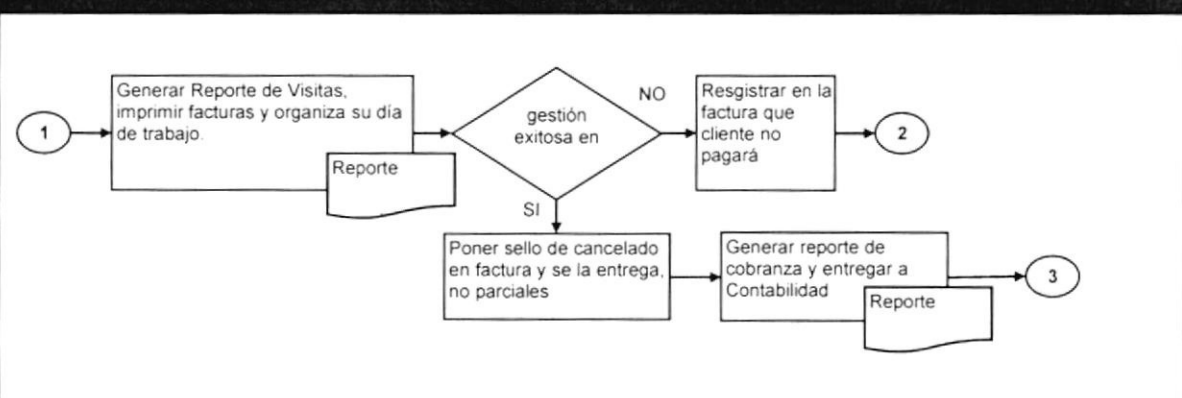 1
Generar Reporte de Visitas,
imprimir facturas y organiza su día
de trabajo.
Reporte
gestión
exitosa en
NO
Resgistrar en la
factura que
cliente no
pagará
2
SI
Poner sello de cancelado
en factura y se la entrega,
no parciales
Generar reporte de
cobranza y entregar a
Contabilidad
Reporte
3